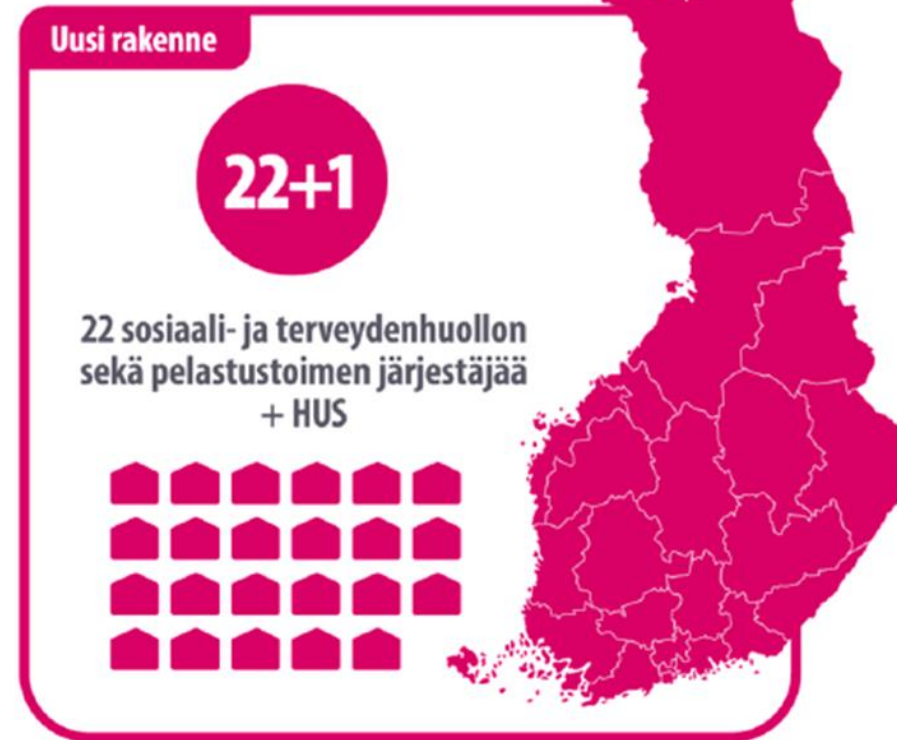 Uusi rakenne
22+1
22 sosiaali- ja terveydenhuollon
sekä pelastustoimen järjestäjää
+ HUS